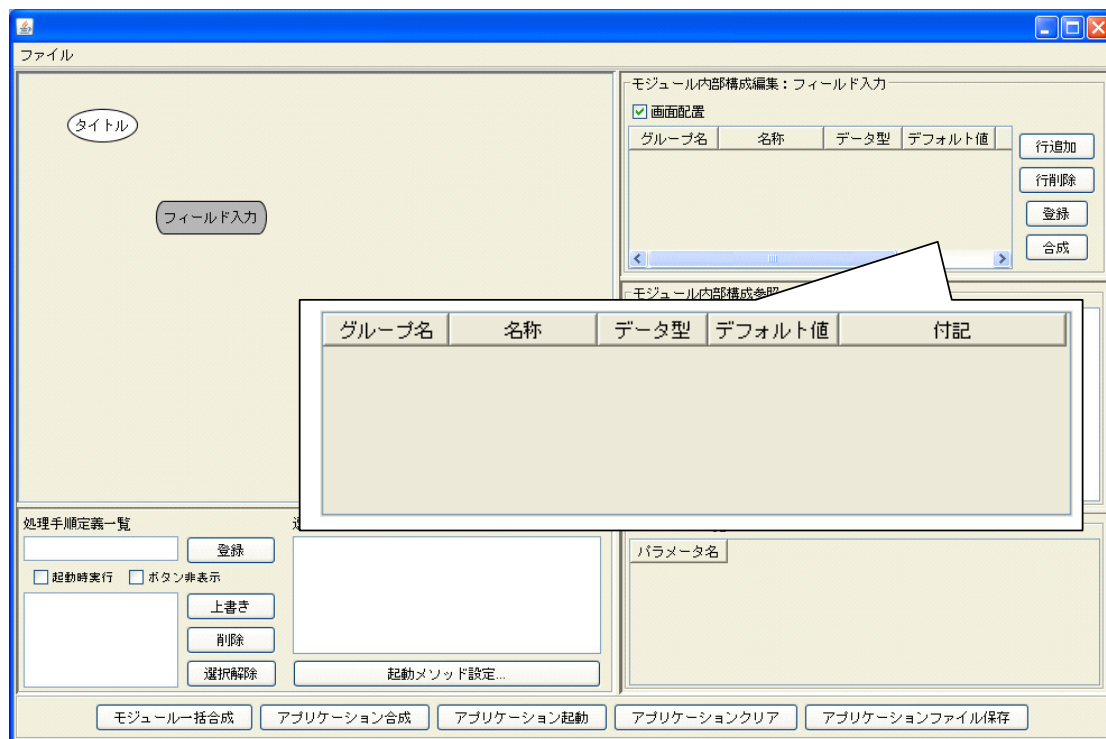 ファイル
タイトル
フィールド入力
モジュール内部構成編集：フィールド入力
画面配置
グループ名 名称 データ型 デフォルト値
行追加
行削除
登録
合成
モジュール内部構成参照
グループ名 名称 データ型 デフォルト値 付記
処理手順定義一覧
登録
起動時実行 ボタン非表示
上書き
削除
選択解除
起動メソッド設定...
パラメータ名
モジュール一括合成 アプリケーション合成 アプリケーション起動 アプリケーションクリア アプリケーションファイル保存